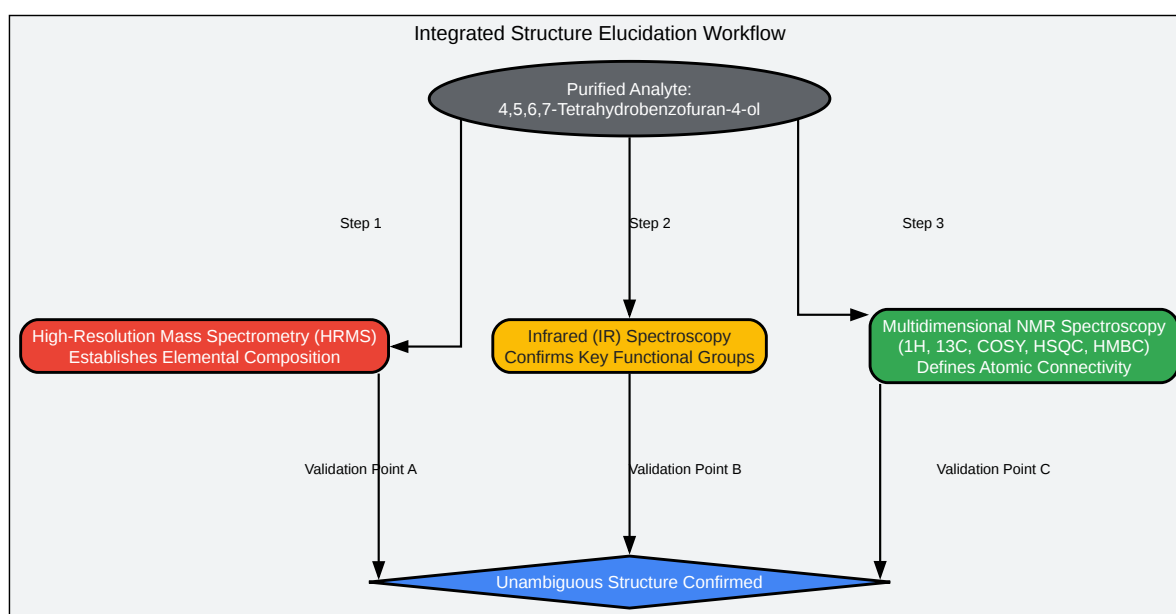 Integrated Structure Elucidation Workflow
Purified Analyte:
4,5,6,7-Tetrahydrobenzofuran-4-ol
Step 1
Step 2
Step 3
High-Resolution Mass Spectrometry (HRMS)
Establishes Elemental Composition
Infrared (IR) Spectroscopy
Confirms Key Functional Groups
Multidimensional NMR Spectroscopy
(1H, 13C, COSY, HSQC, HMBC)
Defines Atomic Connectivity
Validation Point A
Validation Point B
Validation Point C
Unambiguous Structure Confirmed